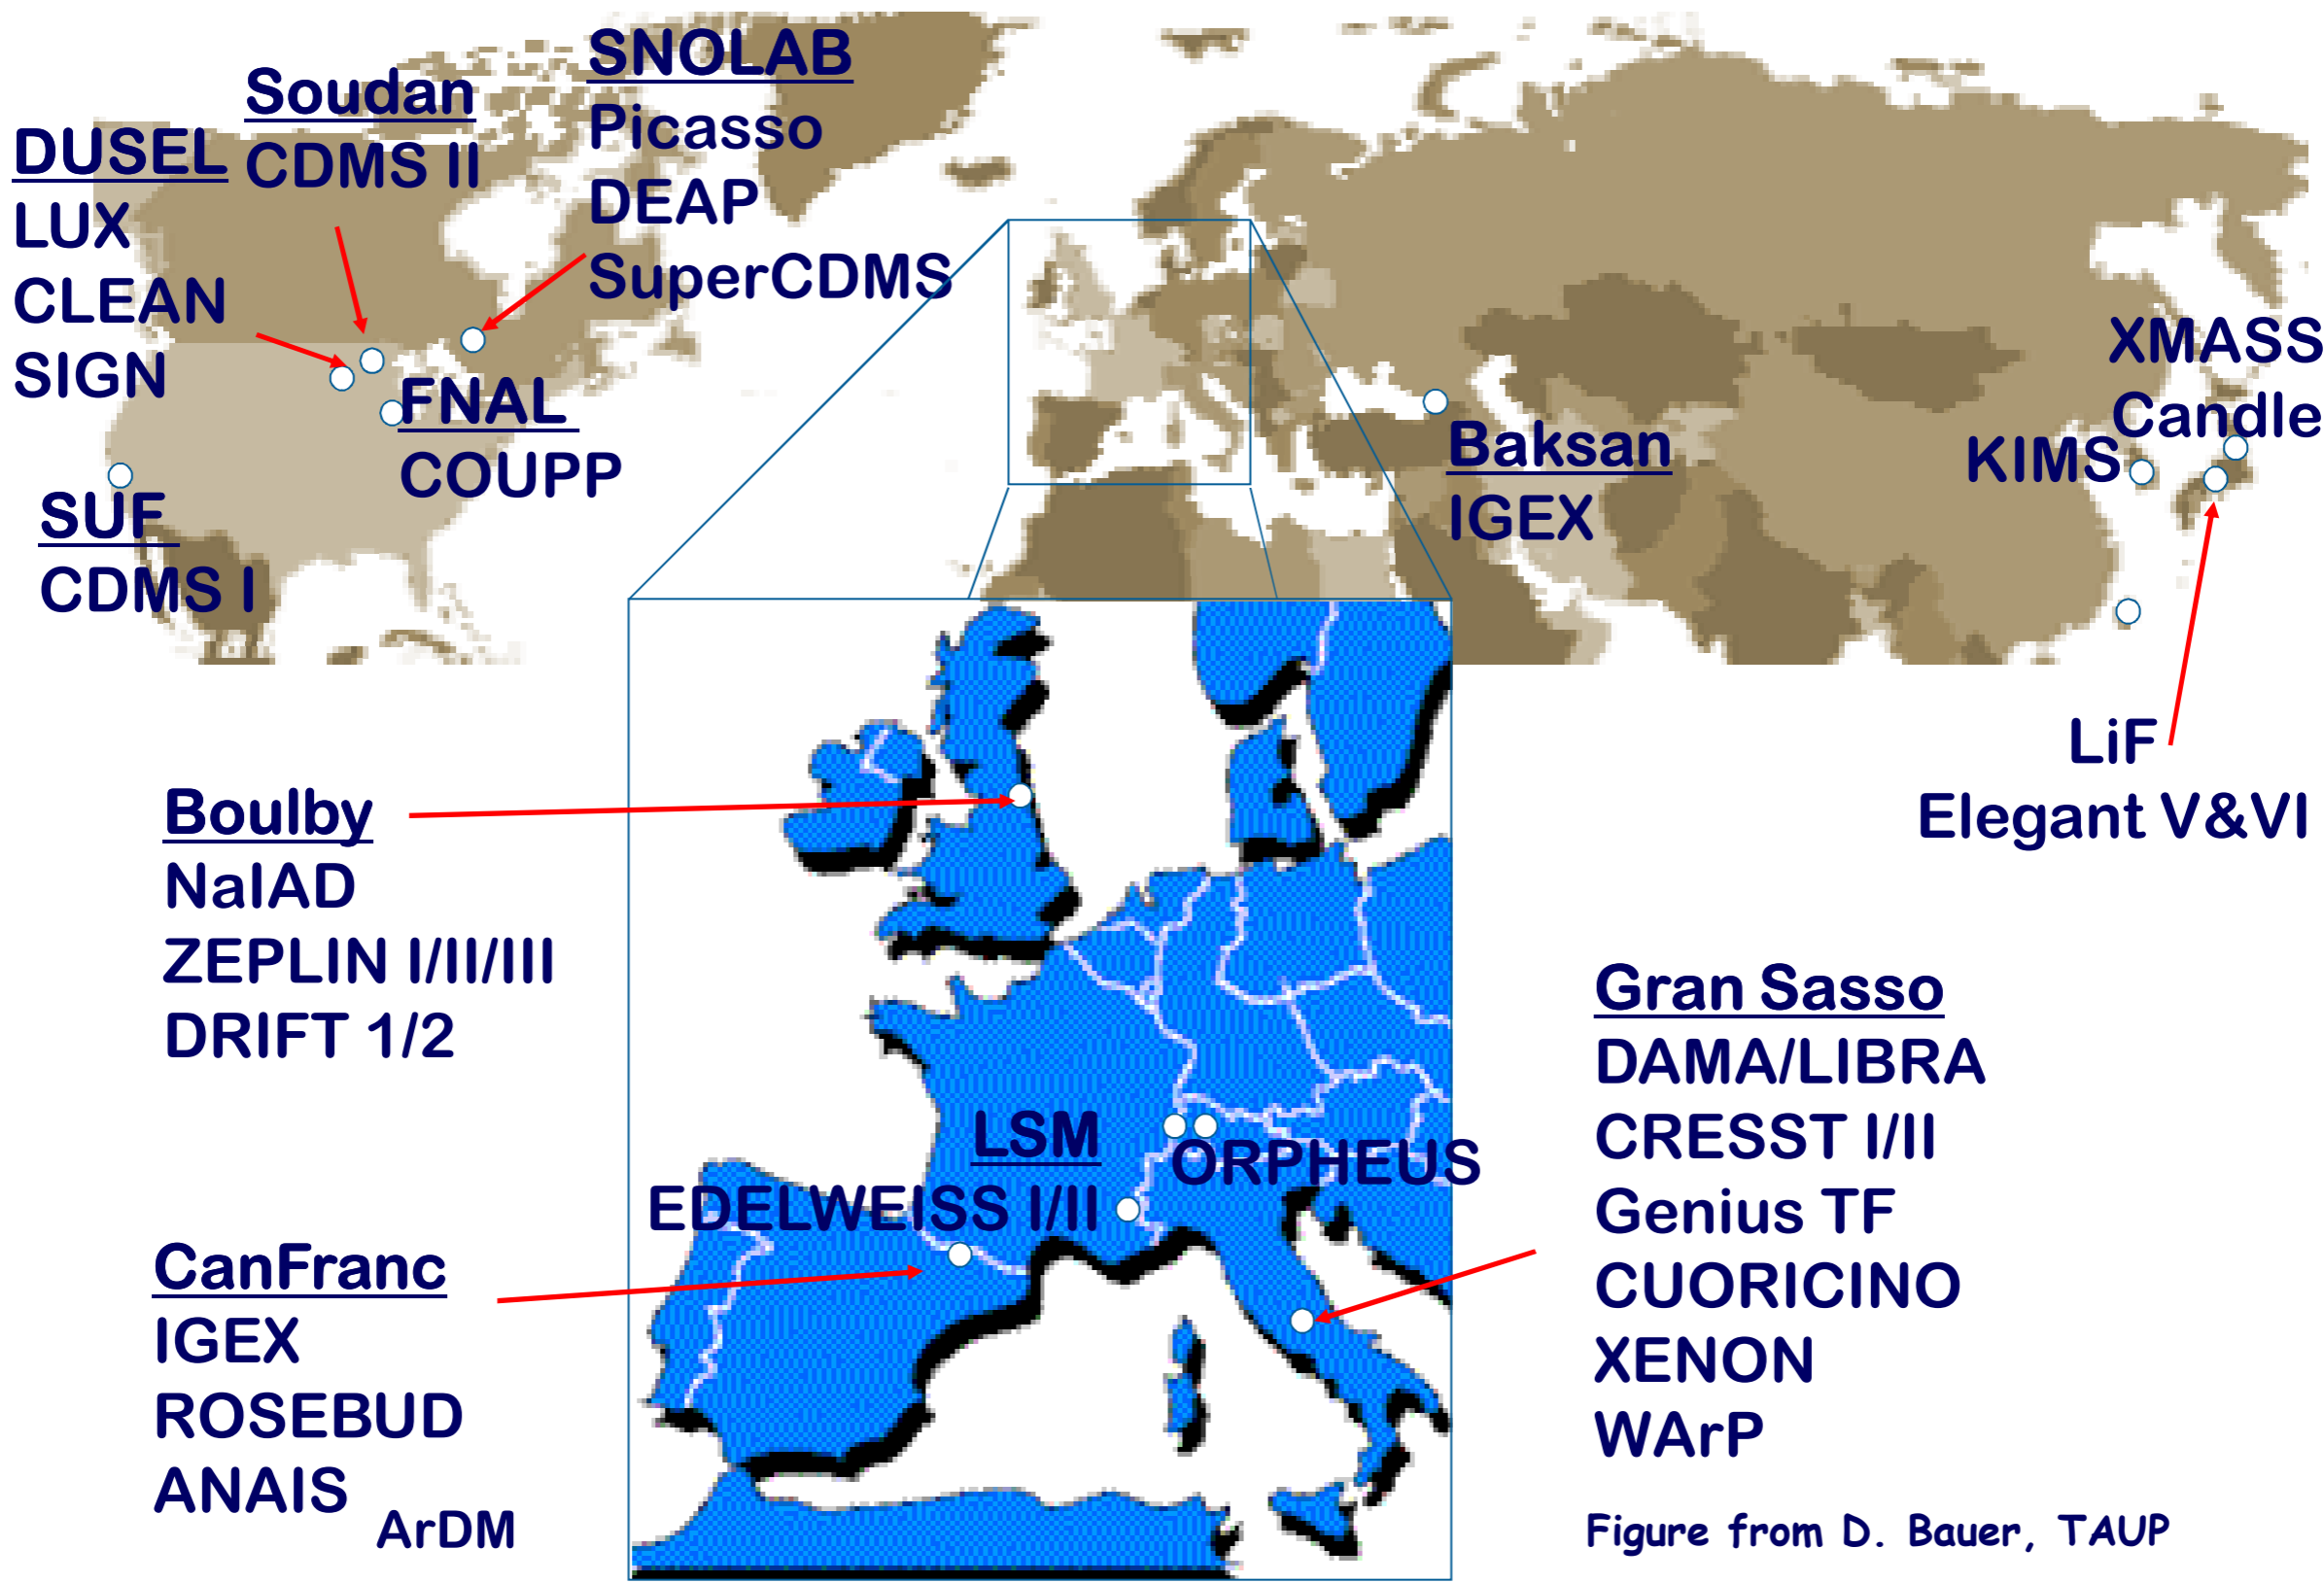 SNOLAB
Picasso
DEAP
SuperCDMS
Soudan
CDMS II
DUSEL
LUX
CLEAN
SIGN
FNAL
COUPP
SUF
CDMS I
Baksan
IGEX
XMASS
Candle
KIMS
LiF
Elegant V&VI
Boulby
NaIAD
ZEPLIN I/II/III
DRIFT 1/2
LSM
EDELWEISS I/II
ORPHEUS
Gran Sasso
DAMA/LIBRA
CRESST I/II
Genius TF
CUORICINO
XENON
WArP
CanFranc
IGEX
ROSEBUD
ANAIS
ArDM
Figure from D. Bauer, TAUP